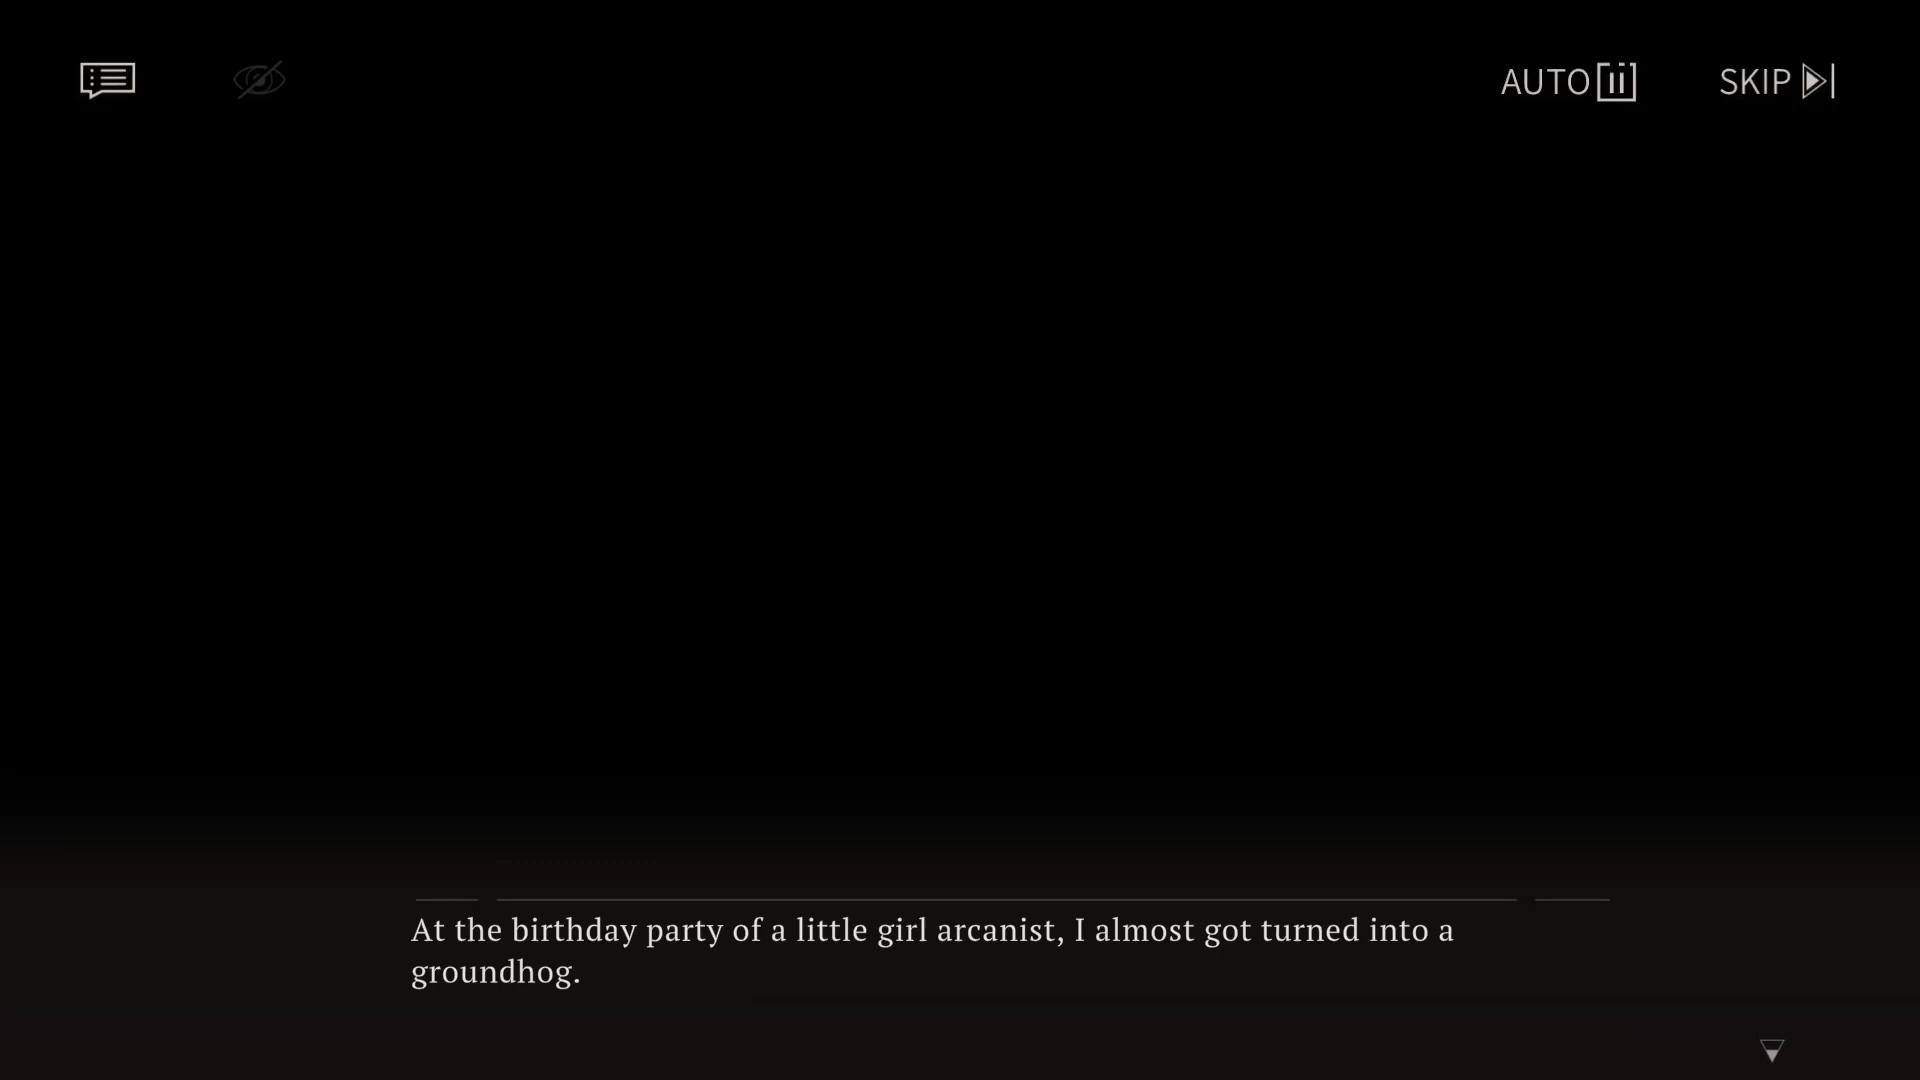 AUTO
SKIP
At the birthday party of a little girl arcanist, I almost got turned into a
groundhog.